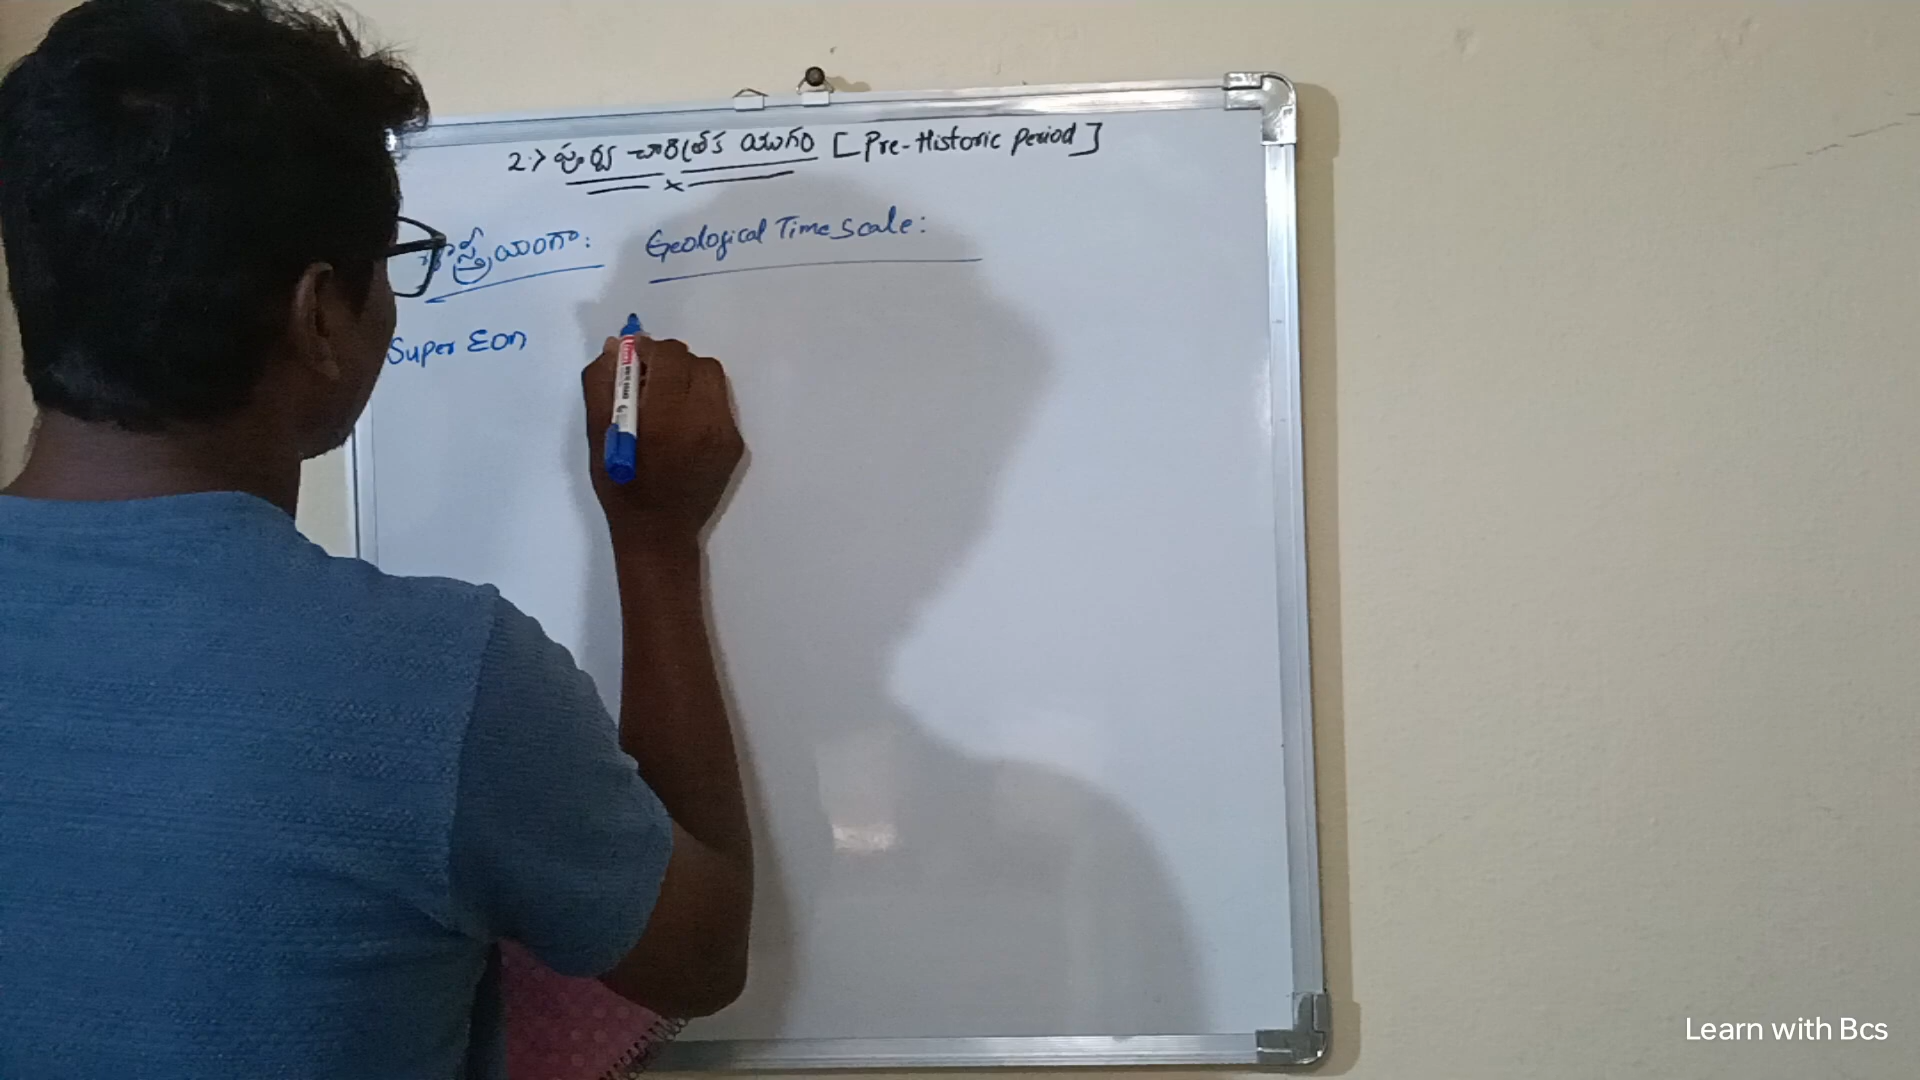 2.> పూర్వ చారిత్రక యుగం [Pre-Historic Period]
శాస్త్రీయంగా: Geological Time Scale:
Super Eon
Learn with Bcs